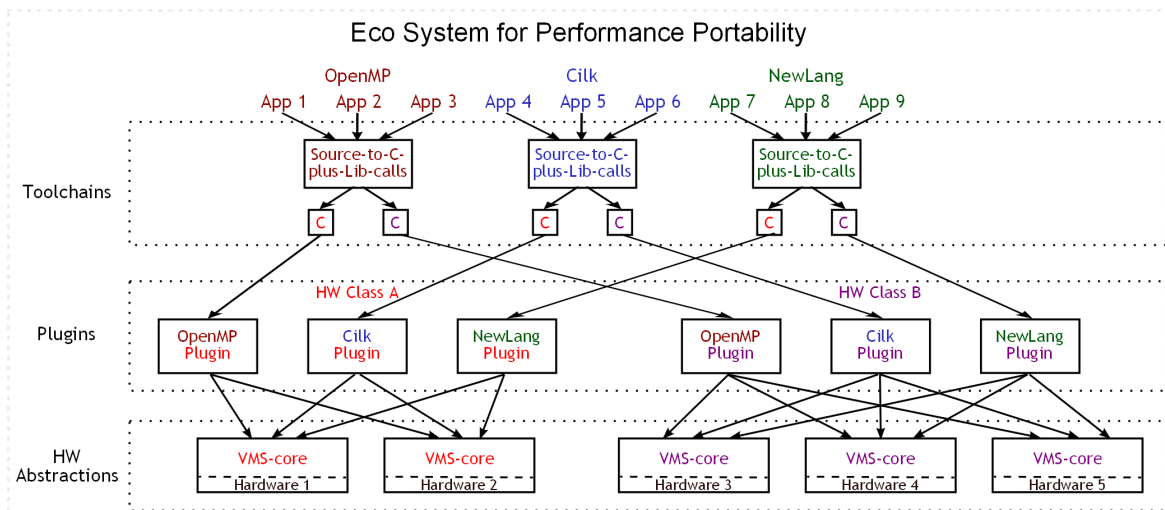 Eco System for Performance Portability
OpenMP Cilk NewLang
App 1 App 2 App 3 App 4 App 5 App 6 App 7 App 8 App 9
Source-to-C- Source-to-C- Source-to-C-
plus-Lib-calls plus-Lib-calls plus-Lib-calls
Toolchains
C C C C C C
HW Class A HW Class B
Plugins
OpenMP Cilk NewLang OpenMP Cilk NewLang
Plugin Plugin Plugin Plugin Plugin Plugin
HW
Abstractions
VMS-core VMS-core VMS-core VMS-core VMS-core
Hardware 1 Hardware 2 Hardware 3 Hardware 4 Hardware 5